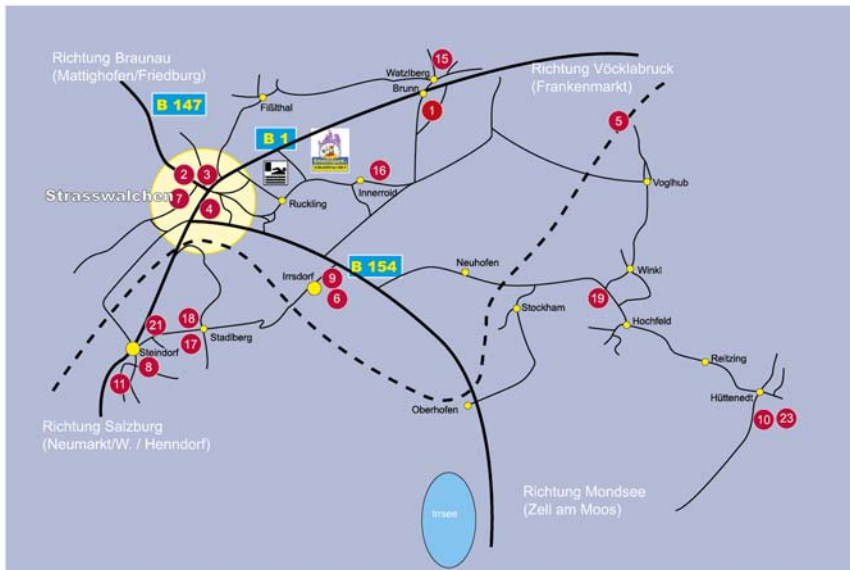 Richtung Braunau
(Mattighofen/Friedburg)
B 147
Fißlthal
Watzlberg
15
Brunn
1
Richtung Vöcklabruck
(Frankenmarkt)
5
B 1
2
3
Strasswalchen
7
4
16
Innerroid
Ruckling
Voglhub
B 154
Irrsdorf
9
6
Neuhofen
Winkl
19
Stockham
Hochfeld
21
18
17
Stadlberg
Steindorf
8
11
Reitzing
Hüttenedt
10
23
Oberhofen
Richtung Salzburg
(Neumarkt/W. / Henndorf)
Irrsee
Richtung Mondsee
(Zell am Moos)